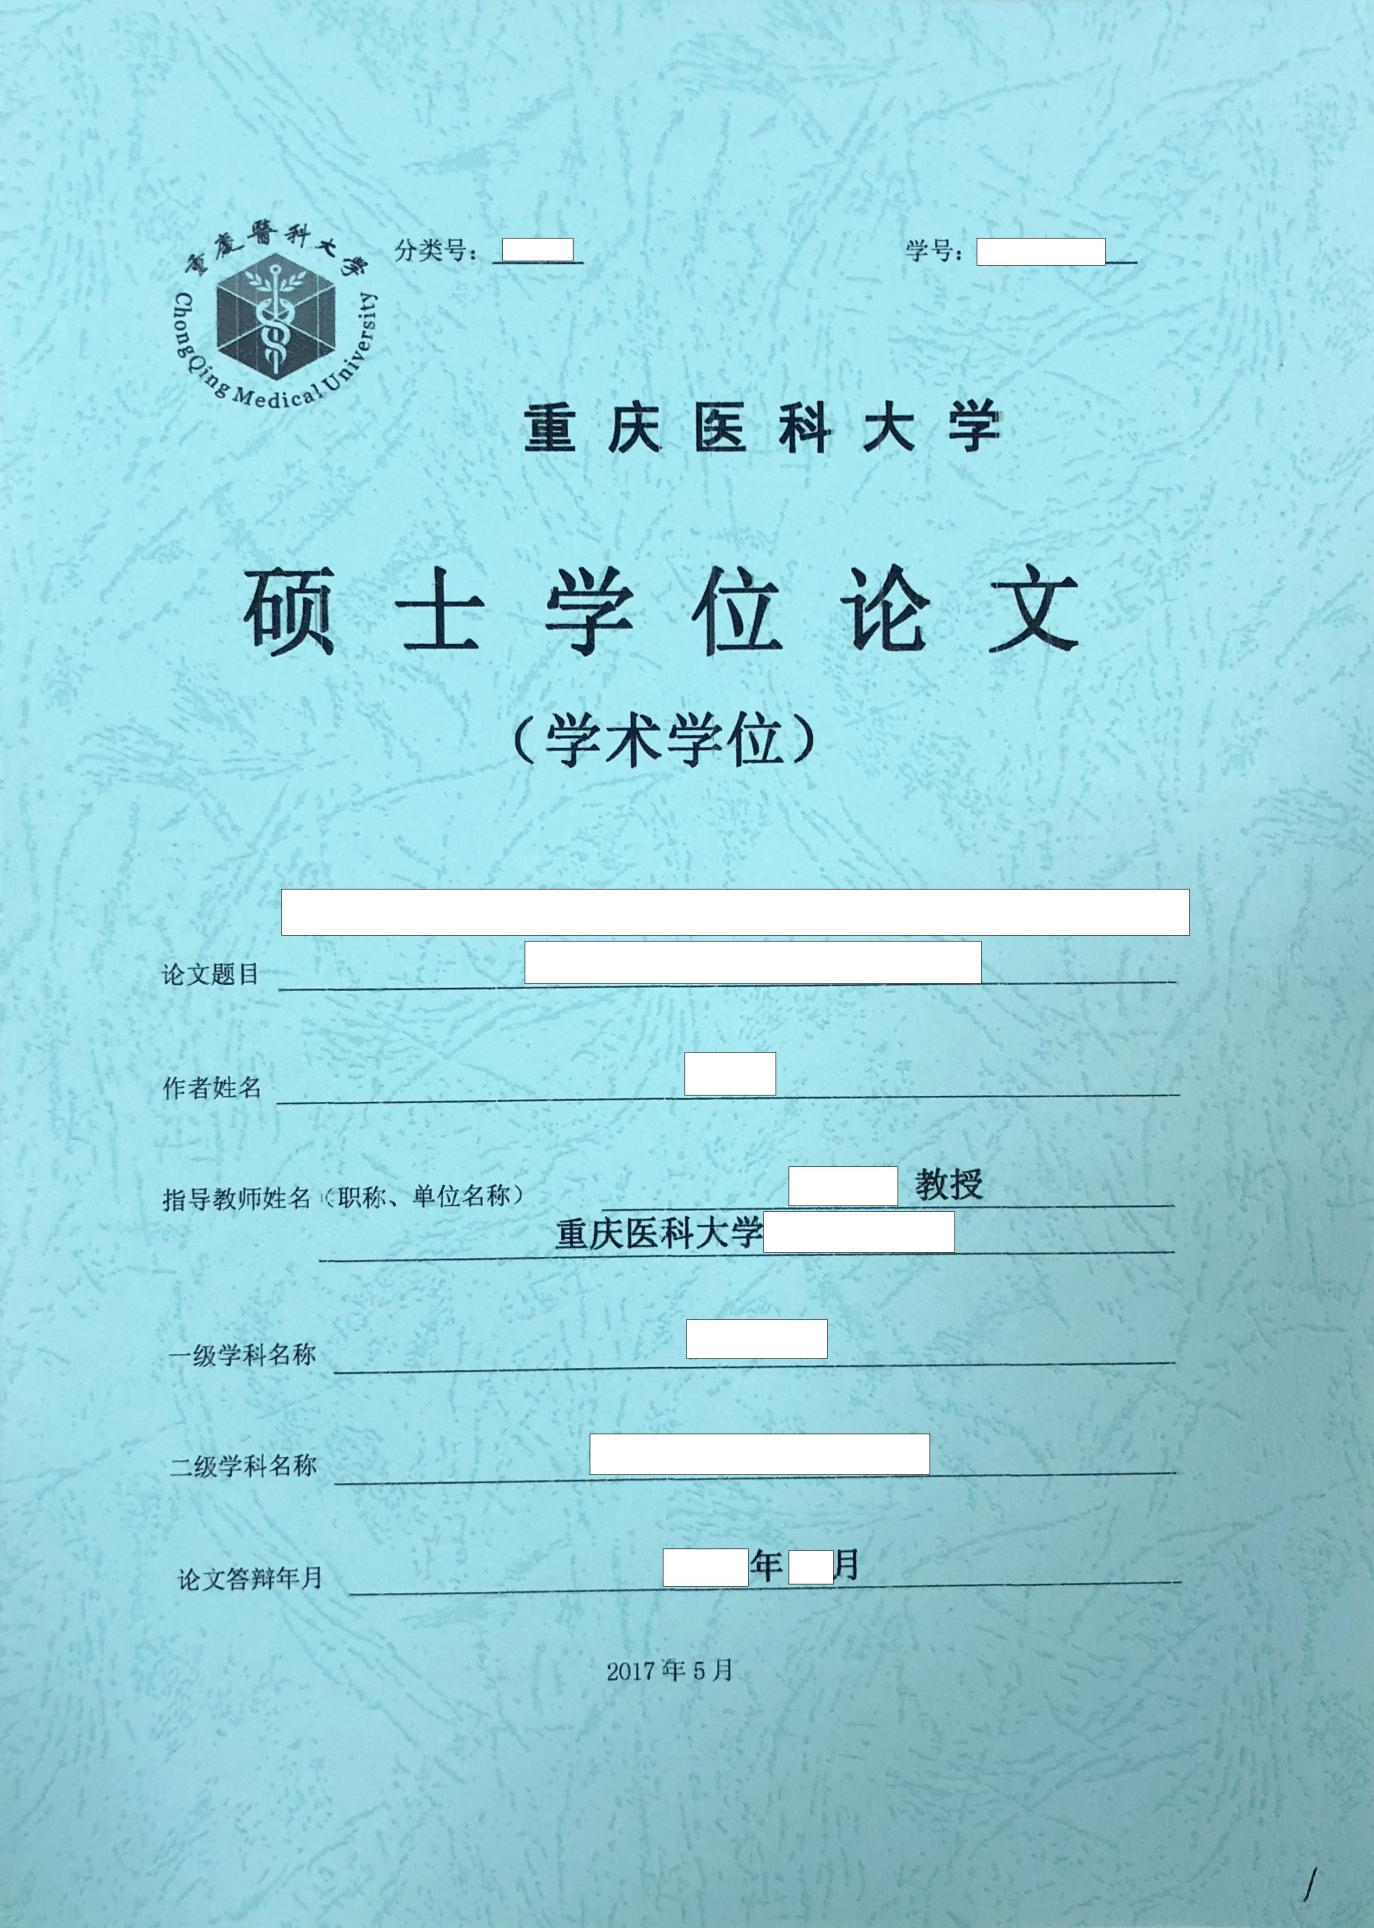 重慶醫科大學
ChongQing Medical University
分类号： 学号：
重庆医科大学
硕士学位论文
（学术学位）
论文题目
作者姓名
指导教师姓名（职称、单位名称） 教授
重庆医科大学
一级学科名称
二级学科名称
论文答辩年月 年 月
2017年5月